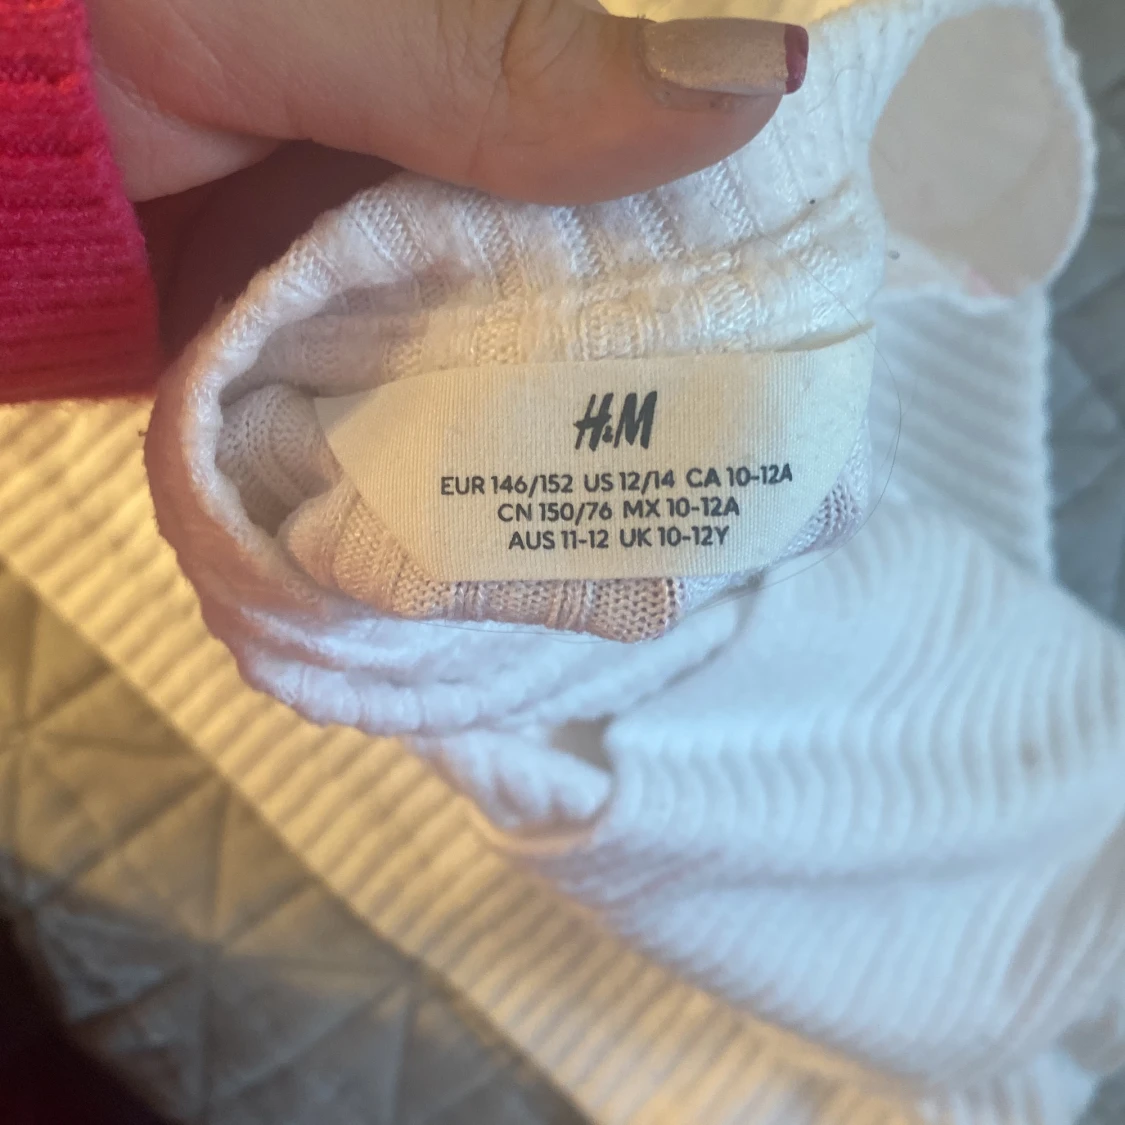 H&M
EUR 146/152 US 12/14 CA 10-12A
CN 150/76 MX 10-12A
AUS 11-12 UK 10-12Y